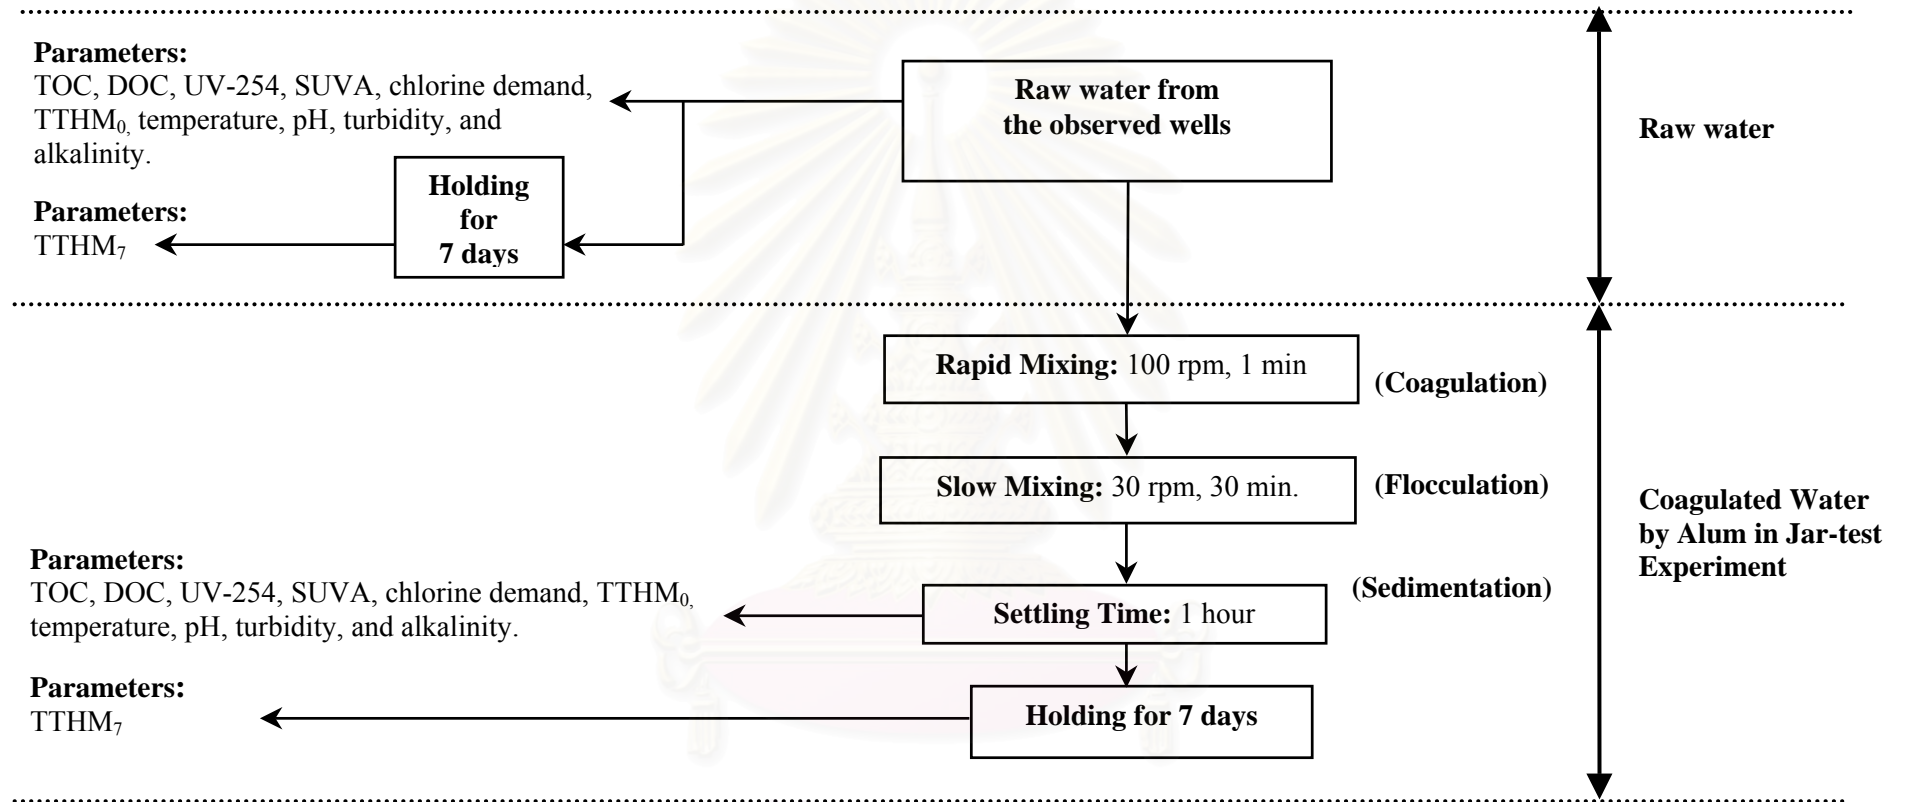 Parameters:
TOC, DOC, UV-254, SUVA, chlorine demand,
TTHM₀, temperature, pH, turbidity, and
alkalinity.
Raw water from
the observed wells
Raw water
Holding
for
7 days
Parameters:
TTHM₇
Rapid Mixing: 100 rpm, 1 min
(Coagulation)
Slow Mixing: 30 rpm, 30 min.
(Flocculation)
Coagulated Water
by Alum in Jar-test
Experiment
Parameters:
TOC, DOC, UV-254, SUVA, chlorine demand, TTHM₀,
temperature, pH, turbidity, and alkalinity.
(Sedimentation)
Settling Time: 1 hour
Parameters:
TTHM₇
Holding for 7 days